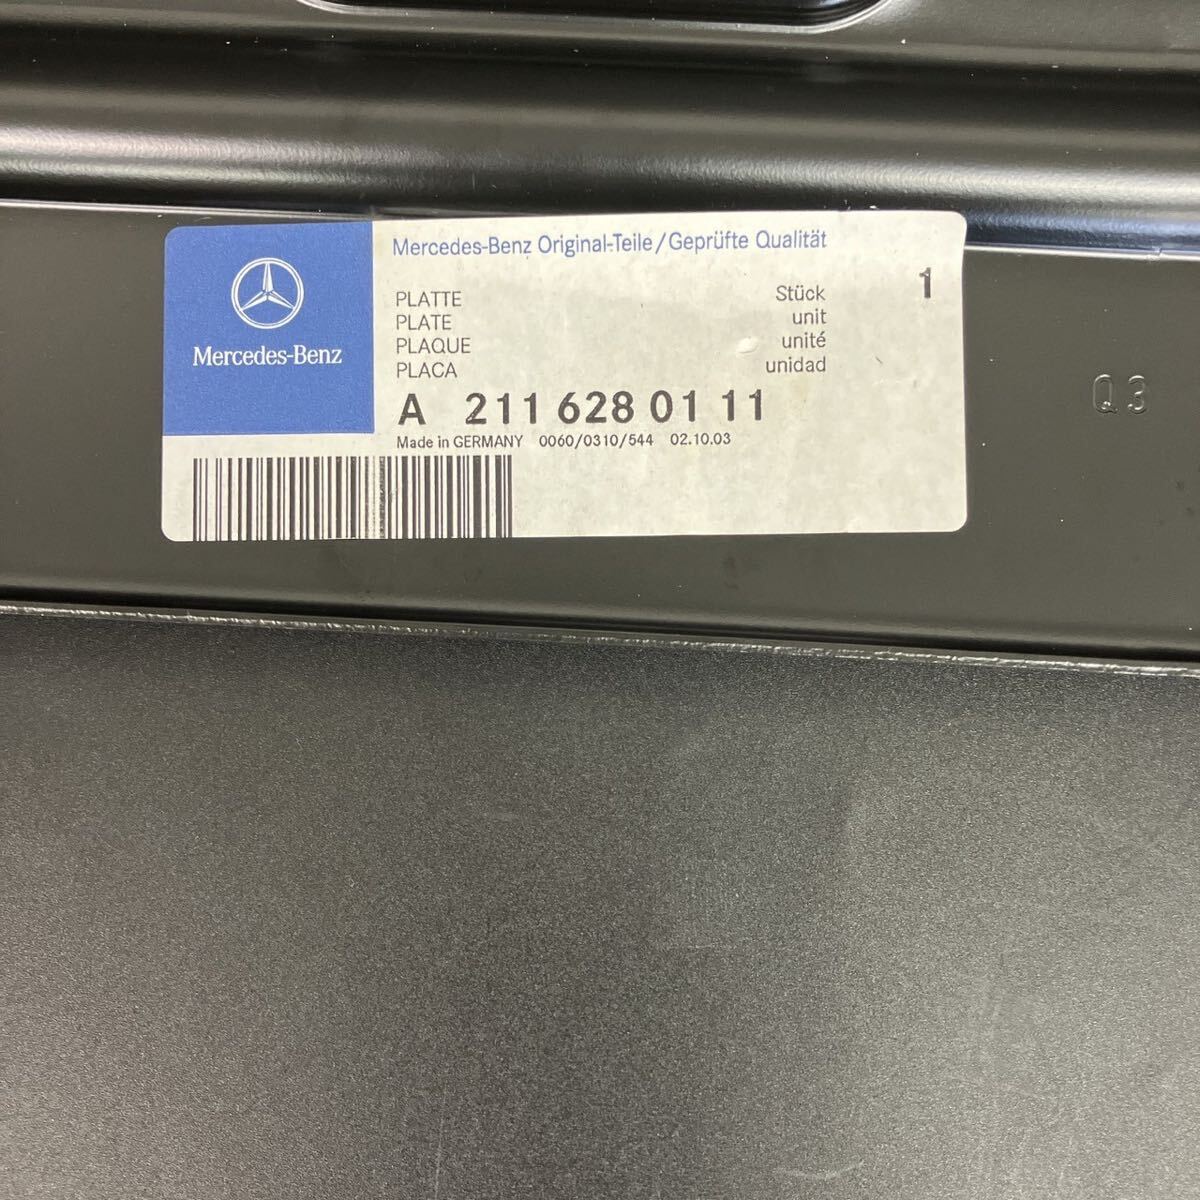 Mercedes-Benz
Mercedes-Benz Original-Teile/Geprüfte Qualität
PLATTE Stück 1
PLATE unit
PLAQUE unité
PLACA unidad
A 211 628 01 11
Made in GERMANY 0060/0310/544 02.10.03
Q3